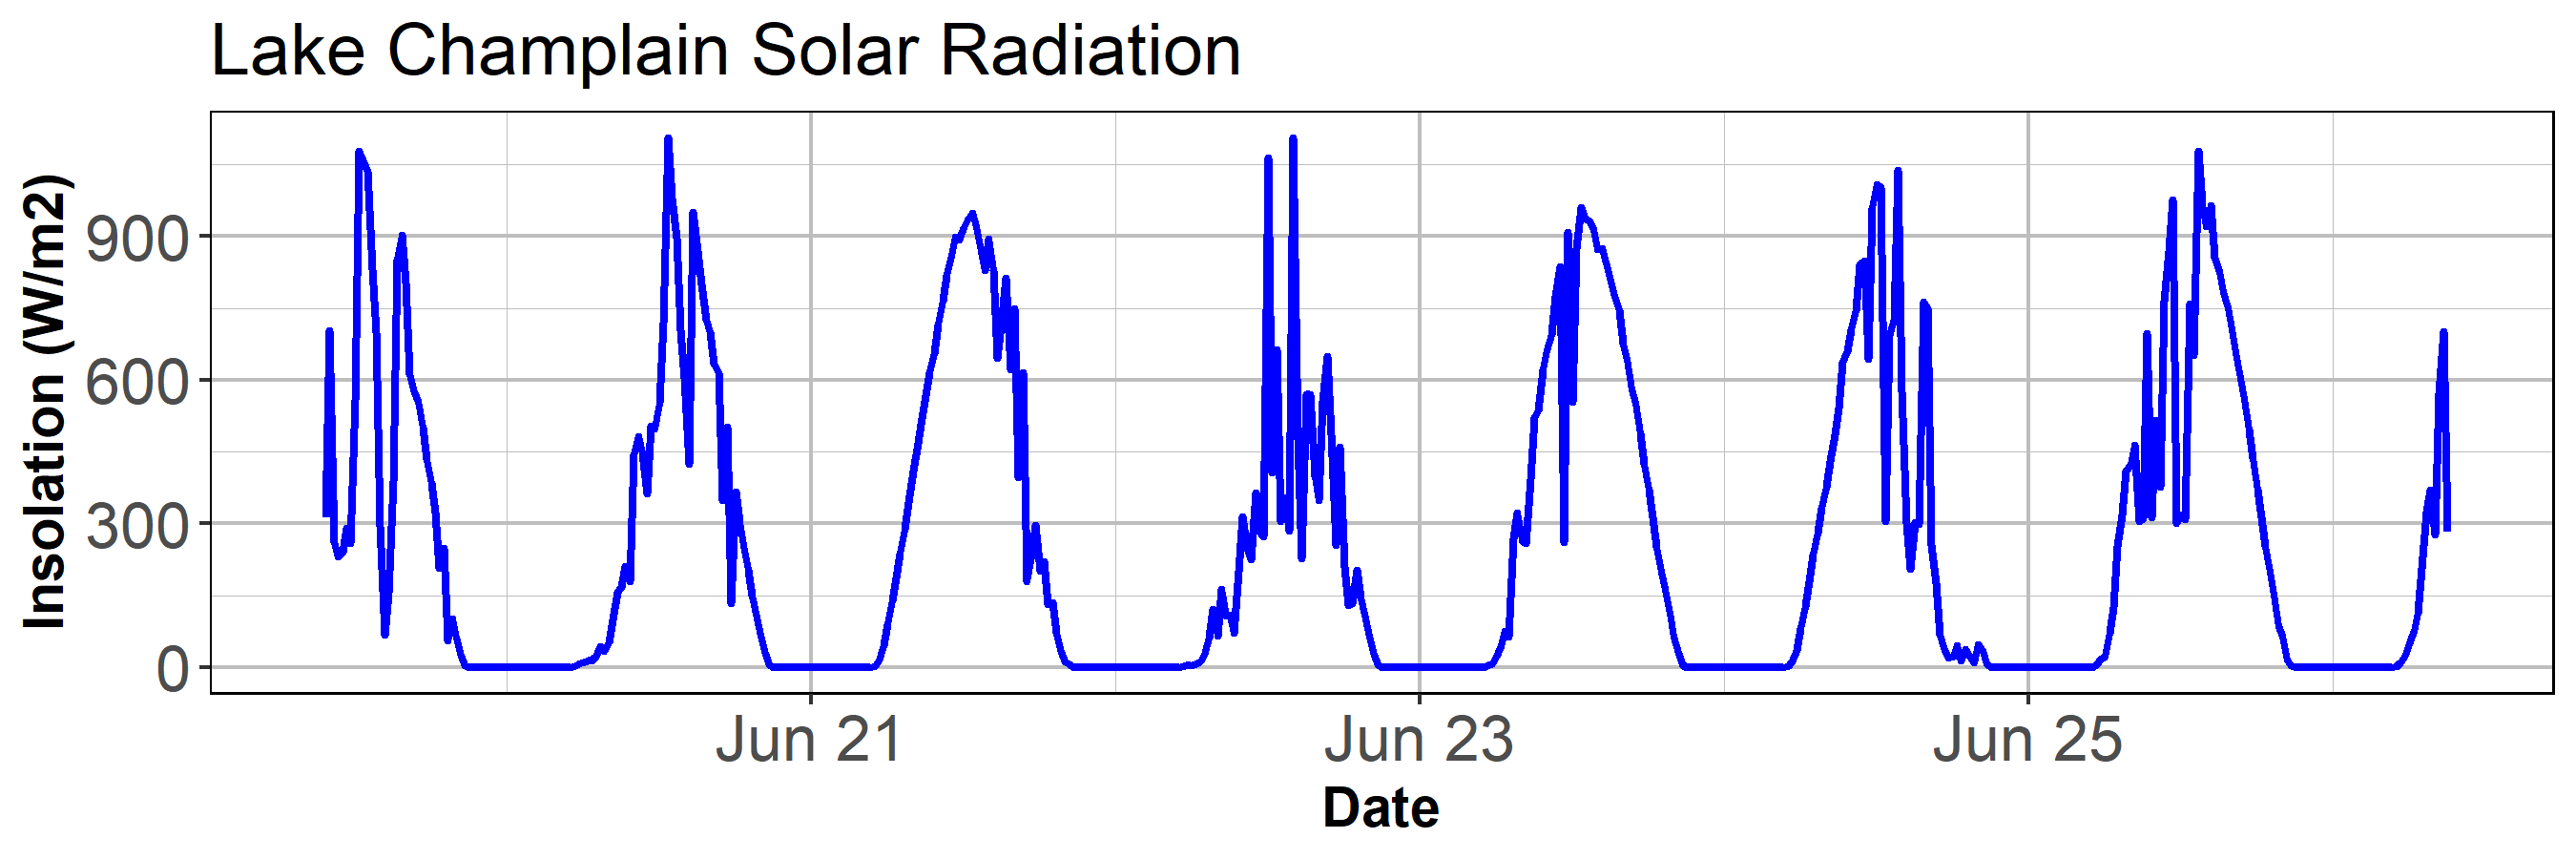 Lake Champlain Solar Radiation
Insolation (W/m2)
900
600
300
0
Jun 21
Jun 23
Jun 25
Date